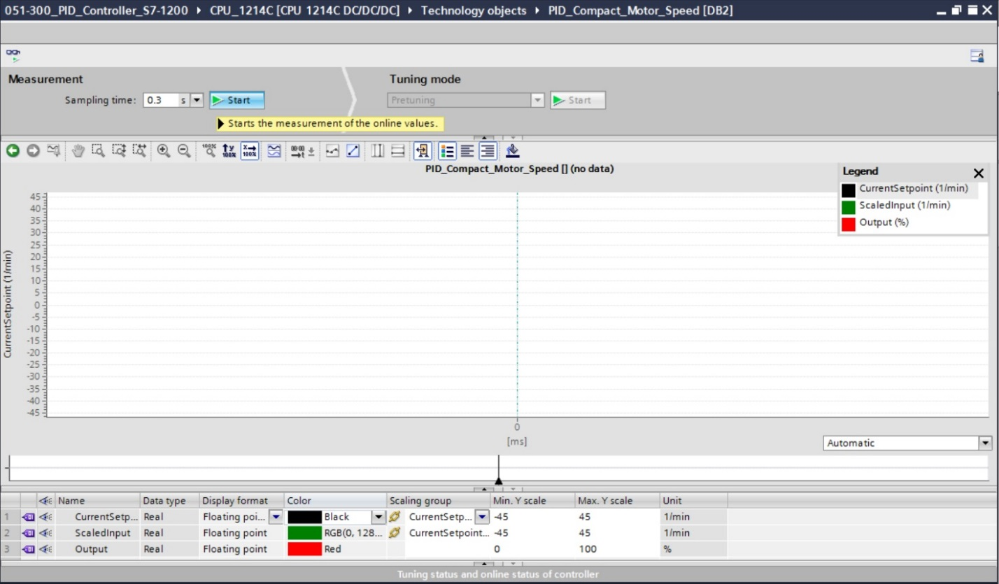 051-300_PID_Controller_S7-1200 ▸ CPU_1214C [CPU 1214C DC/DC/DC] ▸ Technology objects ▸ PID_Compact_Motor_Speed [DB2]
Measurement
Tuning mode
Sampling time: 0.3 s Start
Pretuning Start
Starts the measurement of the online values.
PID_Compact_Motor_Speed [] (no data)
Legend
CurrentSetpoint (1/min)
ScaledInput (1/min)
Output (%)
CurrentSetpoint (1/min)
45
40
35
30
25
20
15
10
5
0
-5
-10
-15
-20
-25
-30
-35
-40
-45
0
[ms]
Automatic
Name Data type Display format Color Scaling group Min. Y scale Max. Y scale Unit
1 CurrentSetp... Real Floating poi... Black CurrentSetp... -45 45 1/min
2 ScaledInput Real Floating point RGB(0, 128... CurrentSetpoint... -45 45 1/min
3 Output Real Floating point Red 0 100 %
Tuning status and online status of controller